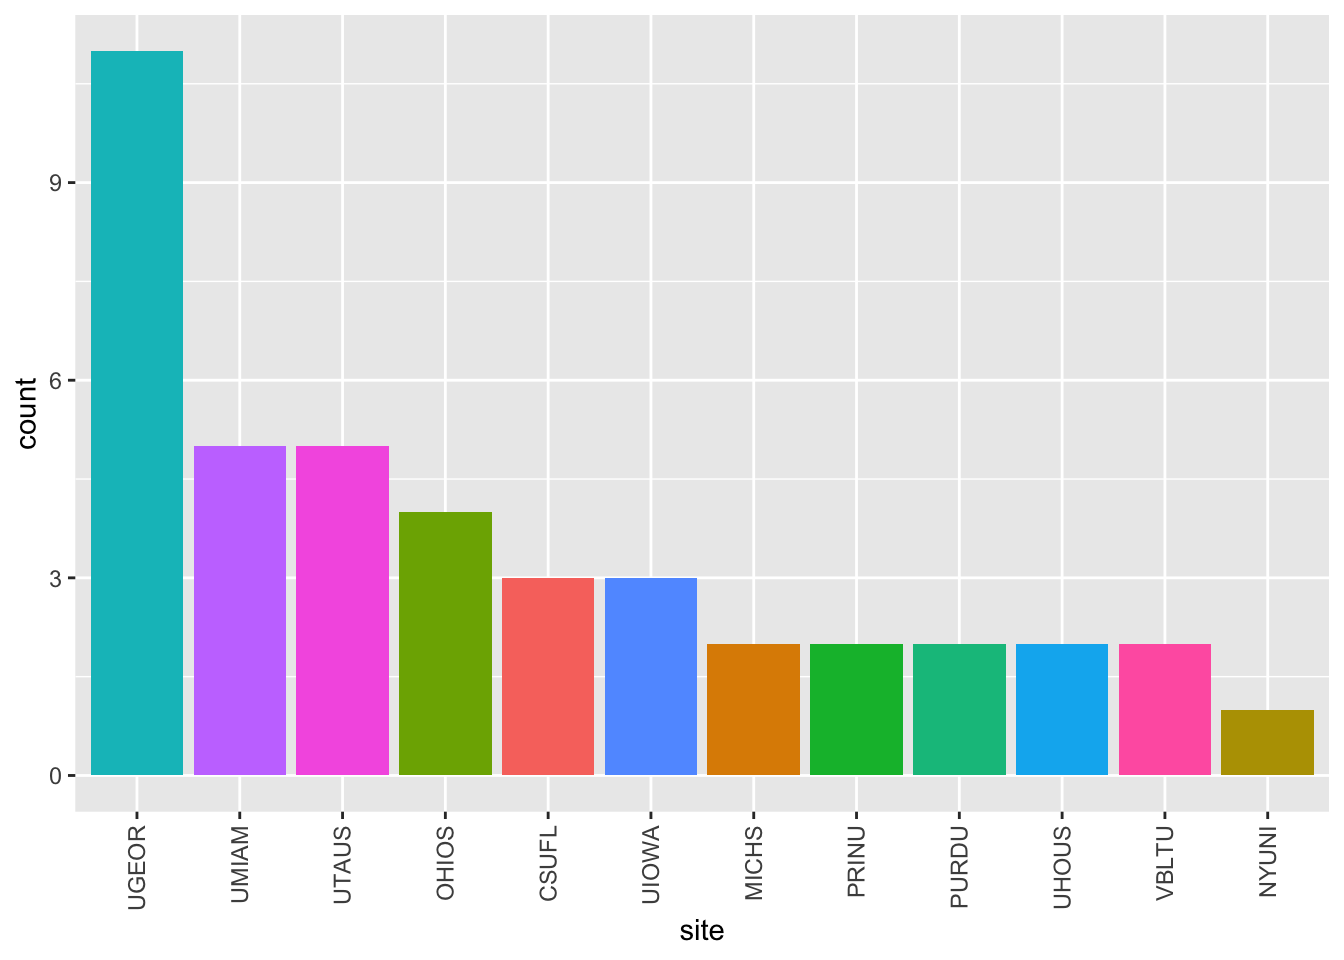 count
9
6
3
0
UGEOR
UMIAM
UTAUS
OHIOS
CSUFL
UIOWA
MICHS
PRINU
PURDU
UHOUS
VBLTU
NYUNI
site